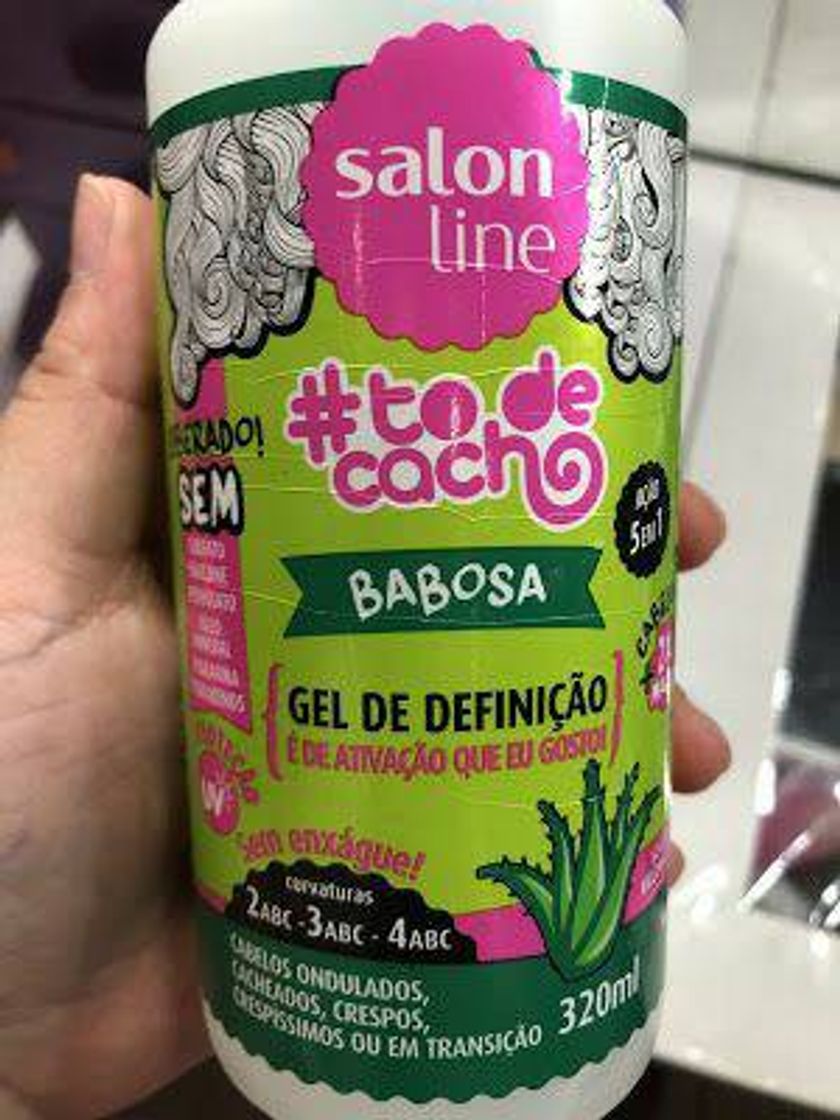 salon
line
#to de
cacho
SEM
AÇÃO
5 EM 1
BABOSA
GEL DE DEFINIÇÃO
É DE ATIVAÇÃO QUE EU GOSTO!
Sem enxágue!
curvaturas
2ABC - 3ABC - 4ABC
CABELOS ONDULADOS,
CACHEADOS, CRESPOS,
CRESPÍSSIMOS OU EM TRANSIÇÃO
320ml